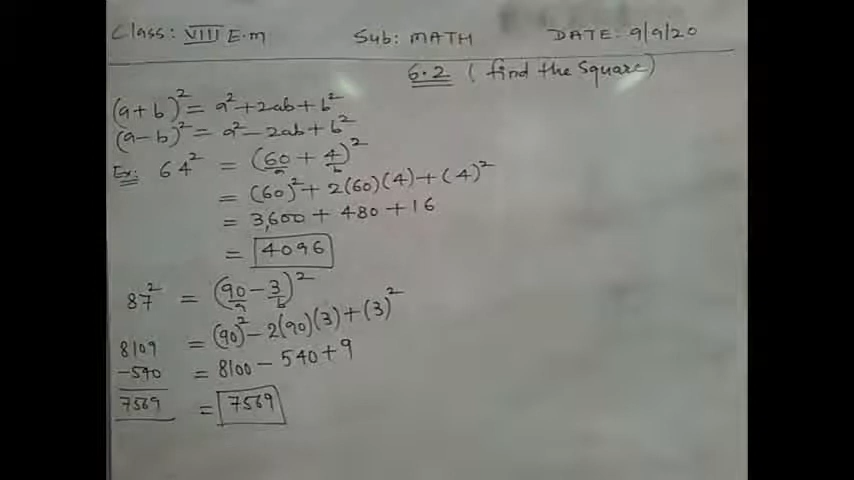 Class: VIII E.m Sub: MATH DATE: 9/9/20
6.2 ( find the Square)
(a+b)² = a²+2ab+b²
(a-b)² = a²-2ab+b²
Ex: 64² = (60 + 4)²
a b
= (60)² + 2(60)(4)+(4)²
= 3,600 + 480 +16
= 4096
87² = (90 - 3)²
a b
= (90)² - 2(90)(3)+(3)²
8109
= 8100 - 540+9
-540
7569 = 7569